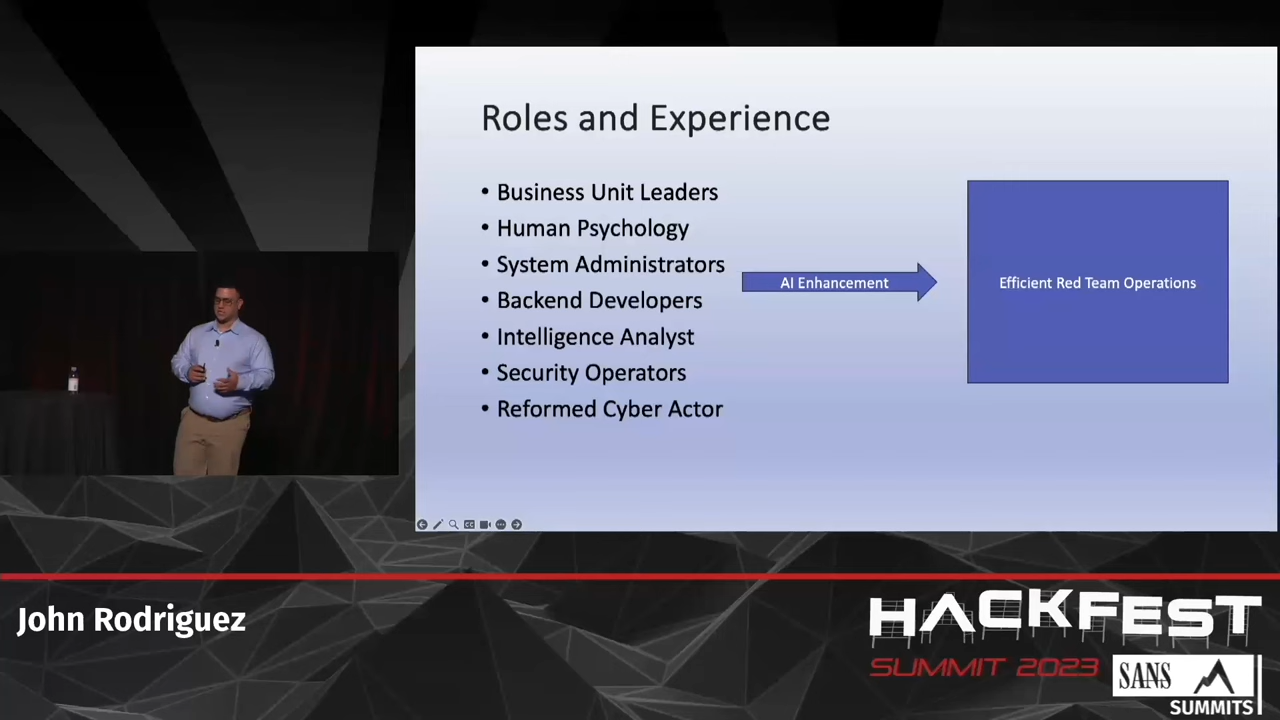 Roles and Experience
• Business Unit Leaders
• Human Psychology
• System Administrators
• Backend Developers
• Intelligence Analyst
• Security Operators
• Reformed Cyber Actor
AI Enhancement
Efficient Red Team Operations
John Rodriguez
HACKFEST
SUMMIT 2023
SANS
SUMMITS